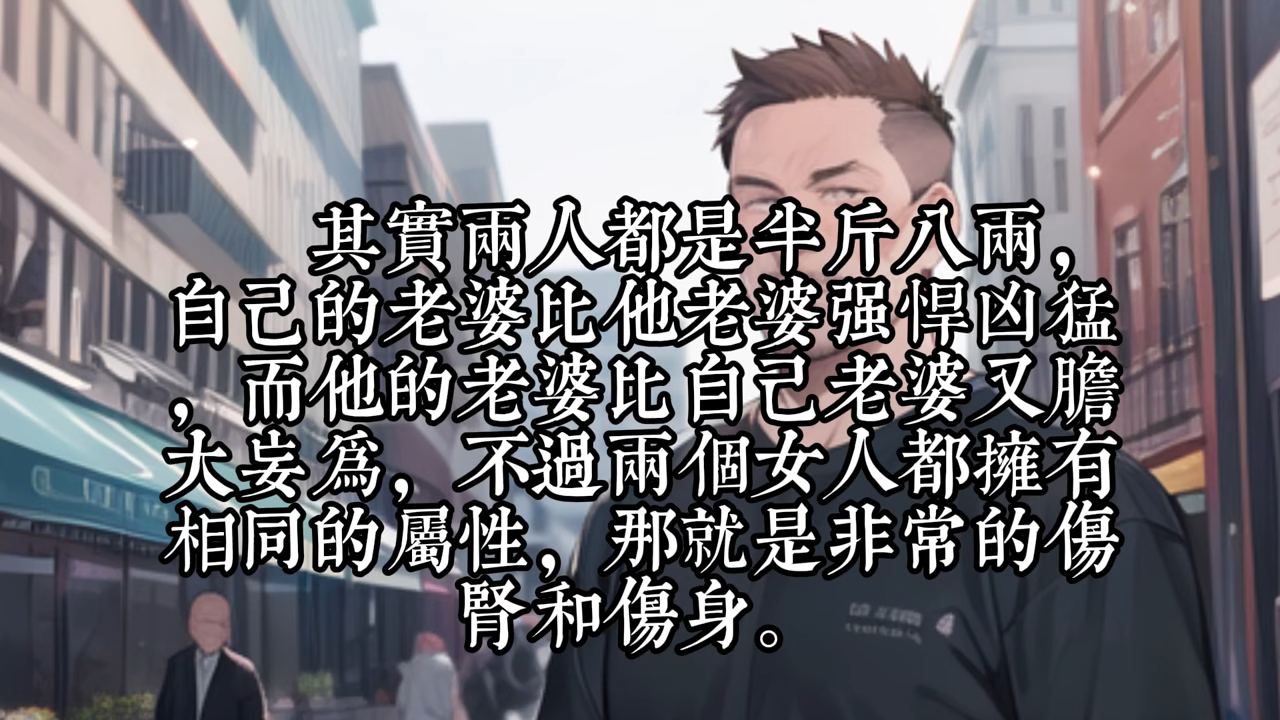 其實兩人都是半斤八兩,
自己的老婆比他老婆强悍凶猛
,而他的老婆比自己老婆又膽
大妄爲,不過兩個女人都擁有
相同的屬性,那就是非常的傷
腎和傷身。